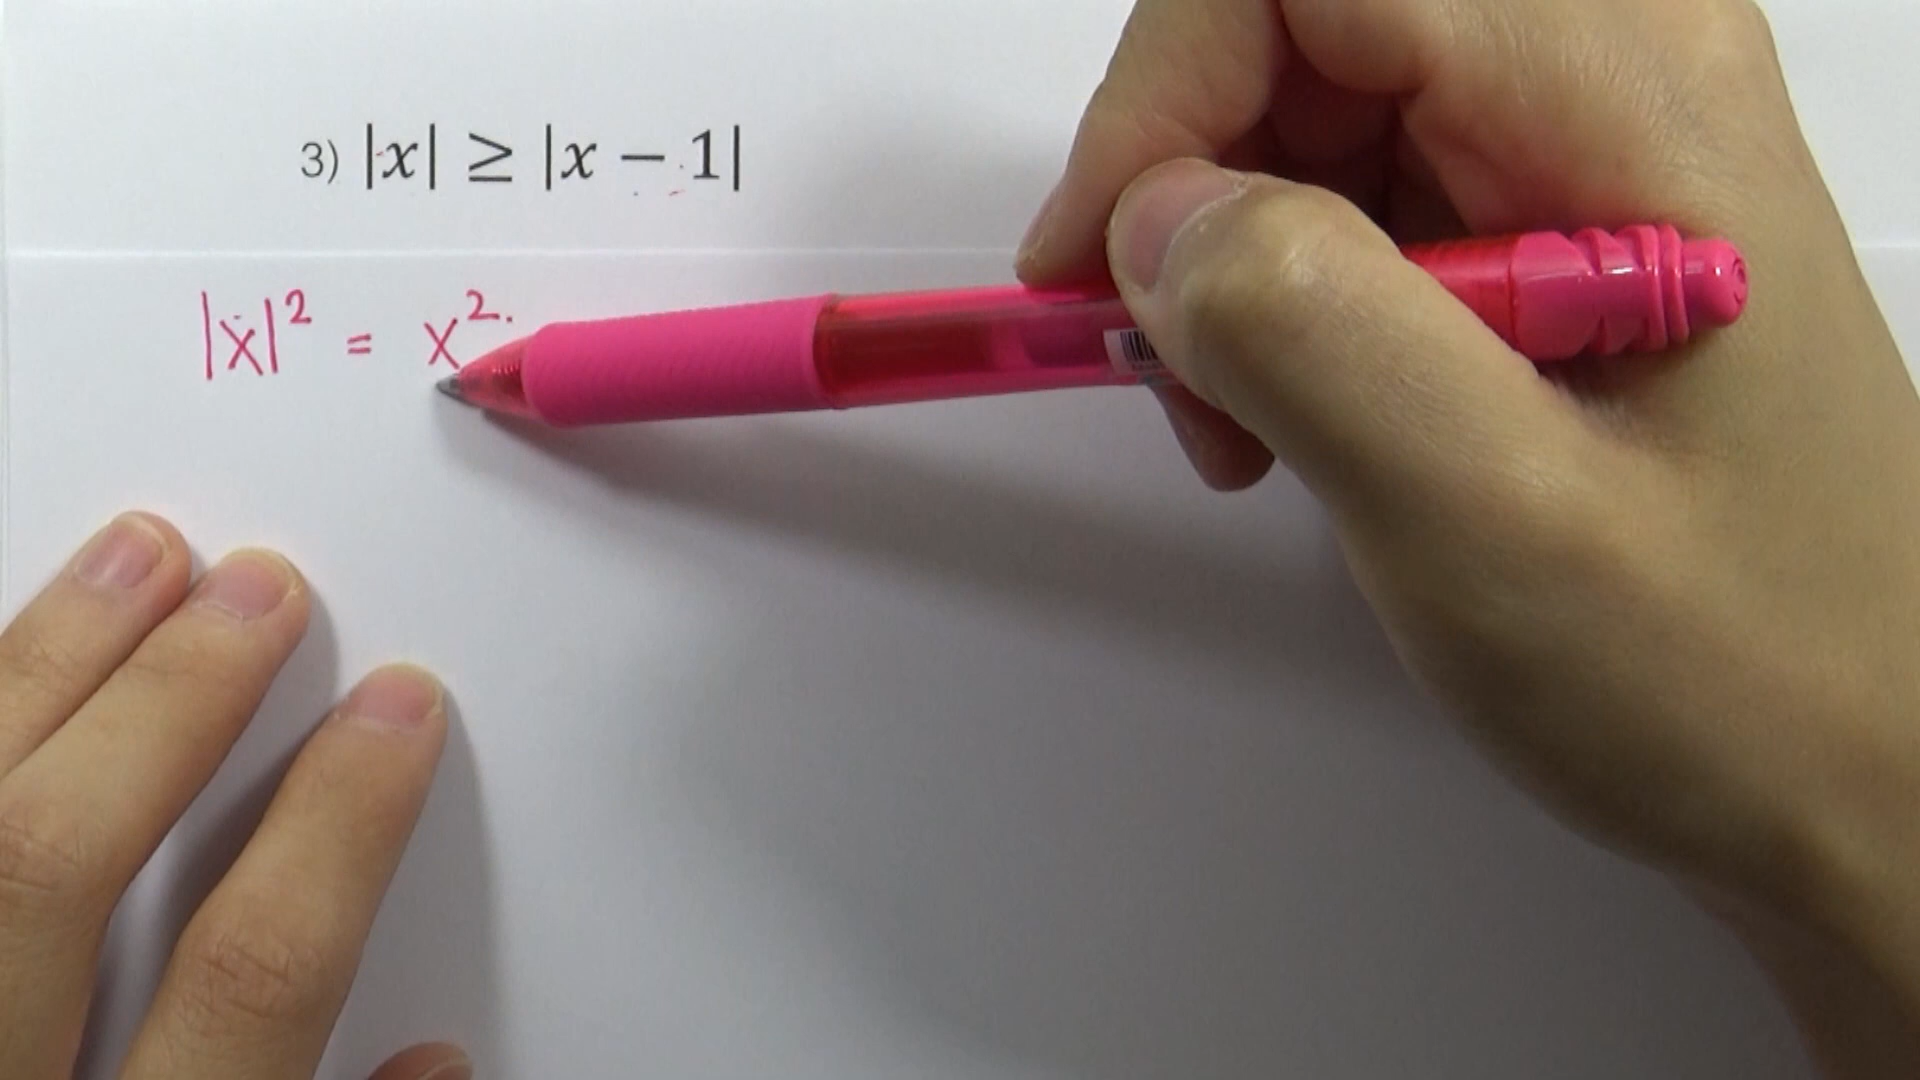 3) |x| ≥ |x − 1|
|x|² = x².